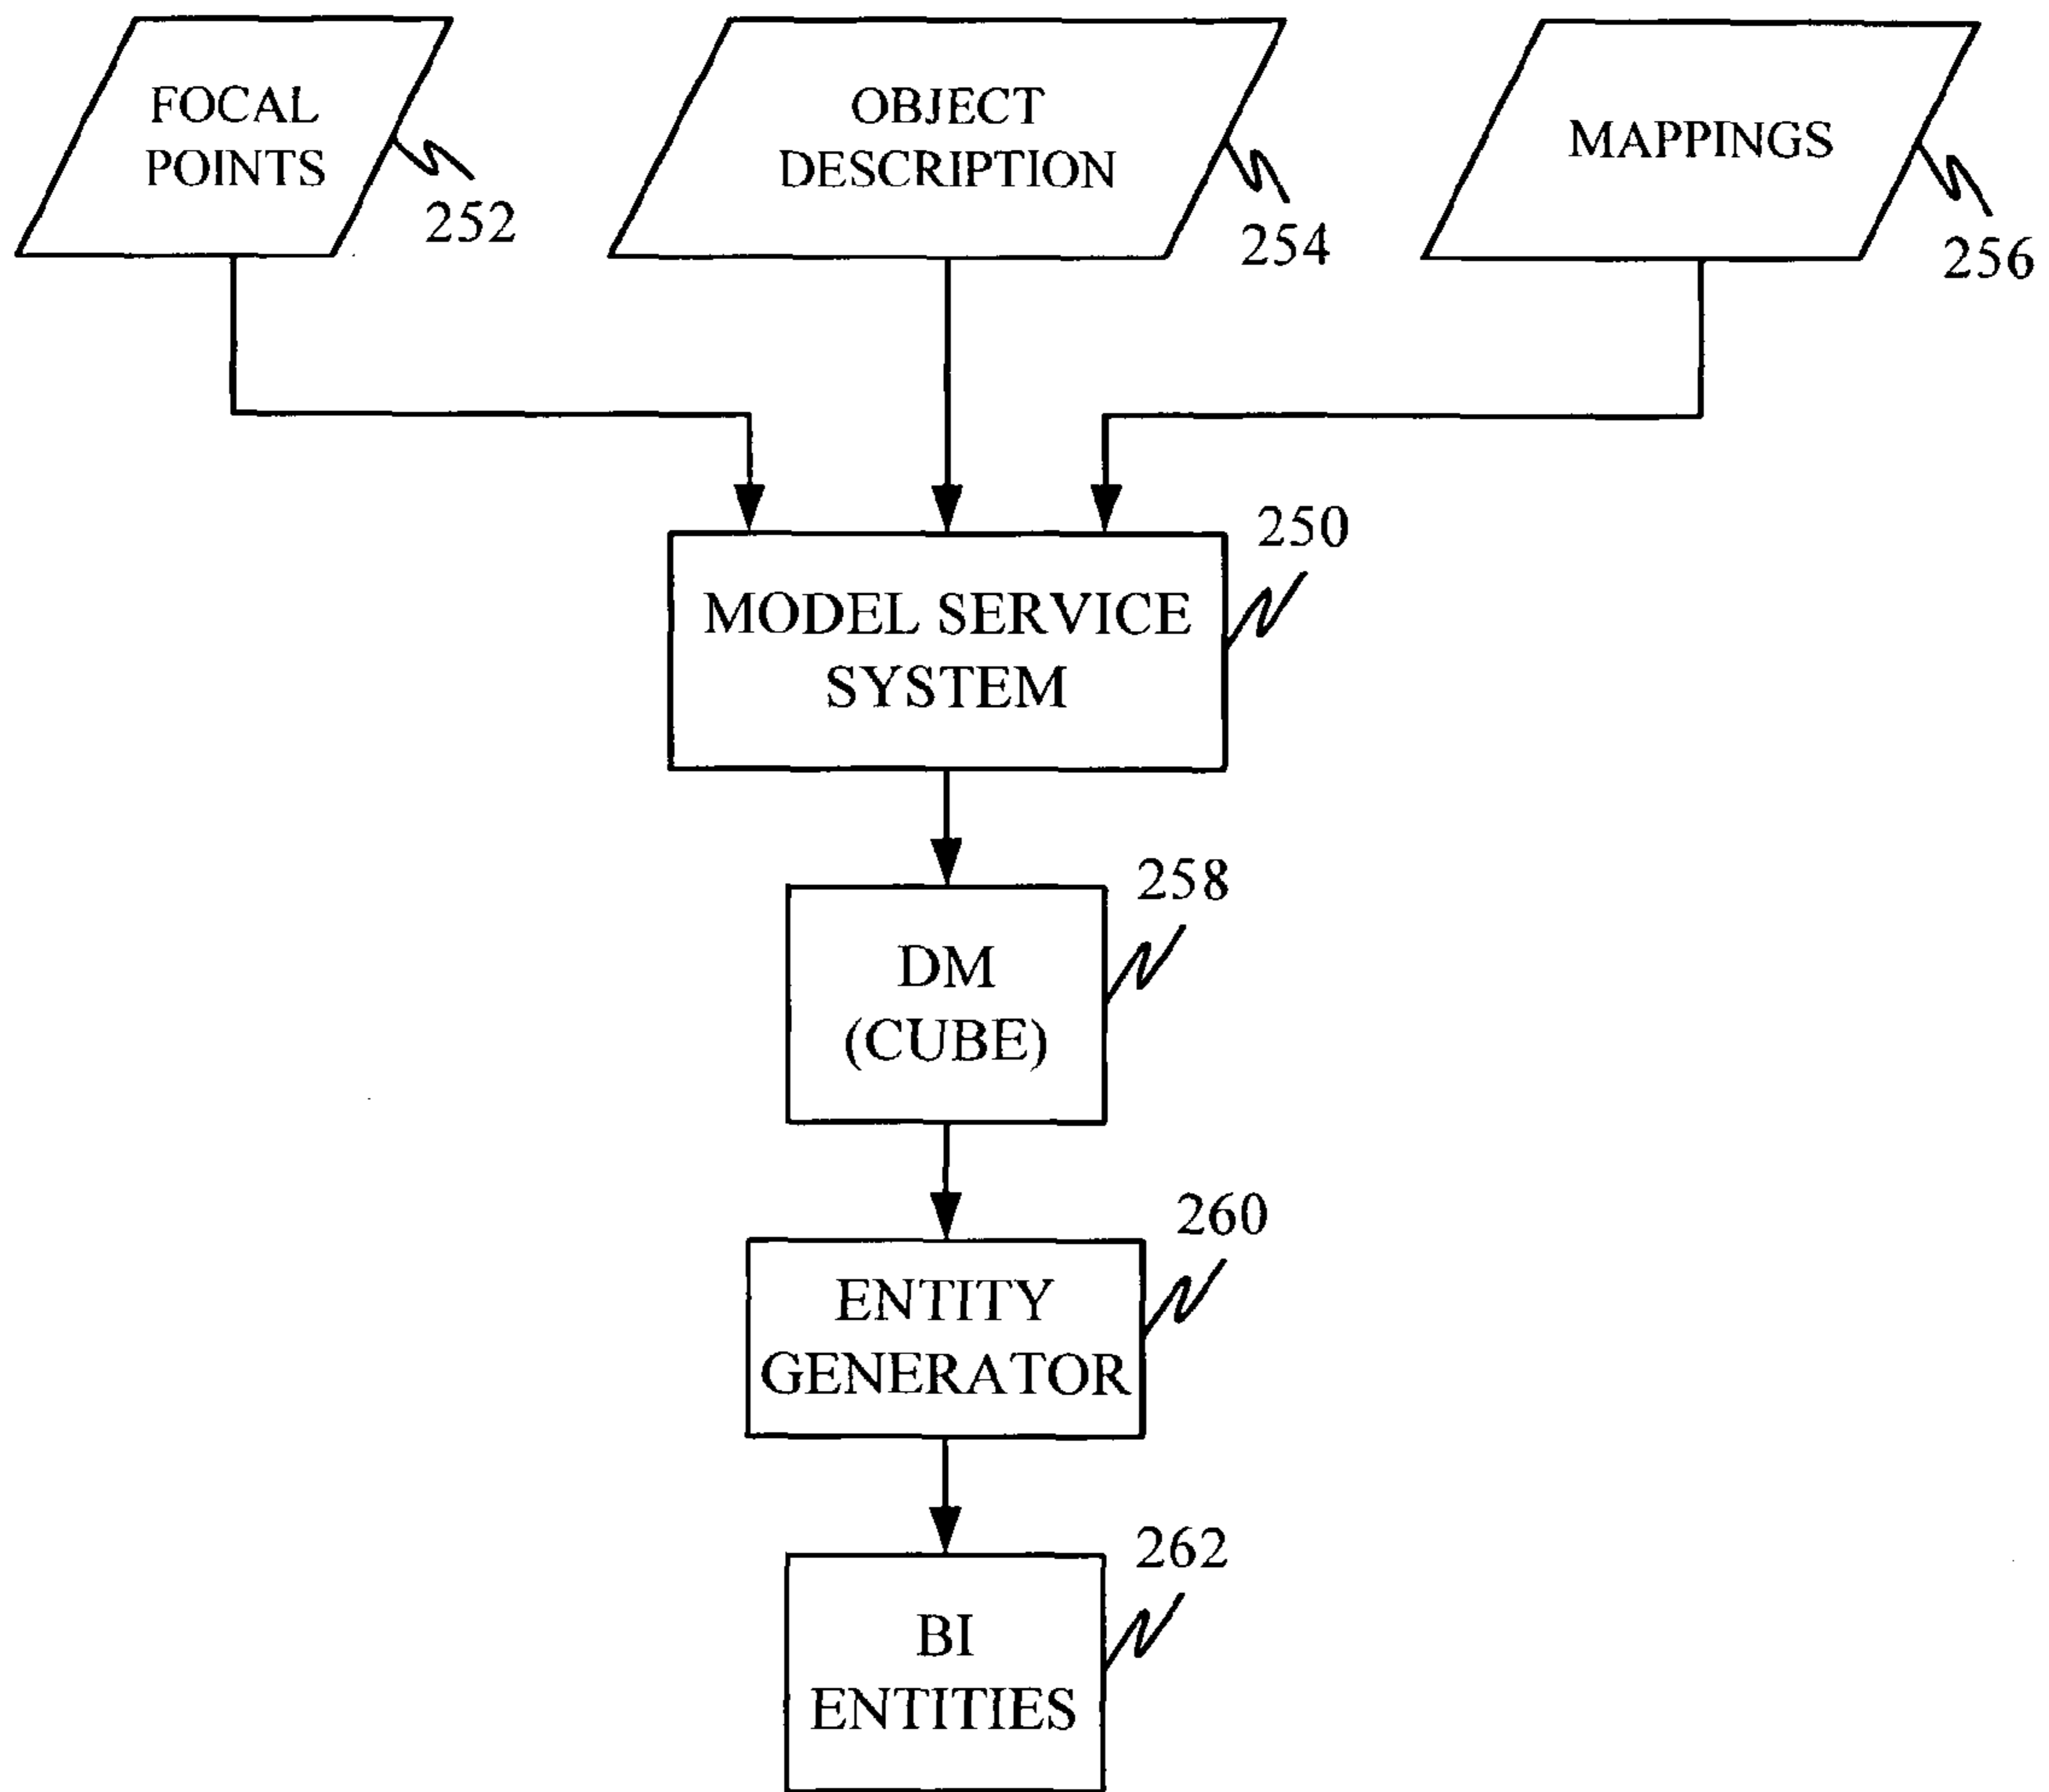 FOCAL
POINTS
252
OBJECT
DESCRIPTION
254
MAPPINGS
256
250
MODEL SERVICE
SYSTEM
258
DM
(CUBE)
260
ENTITY
GENERATOR
262
BI
ENTITIES